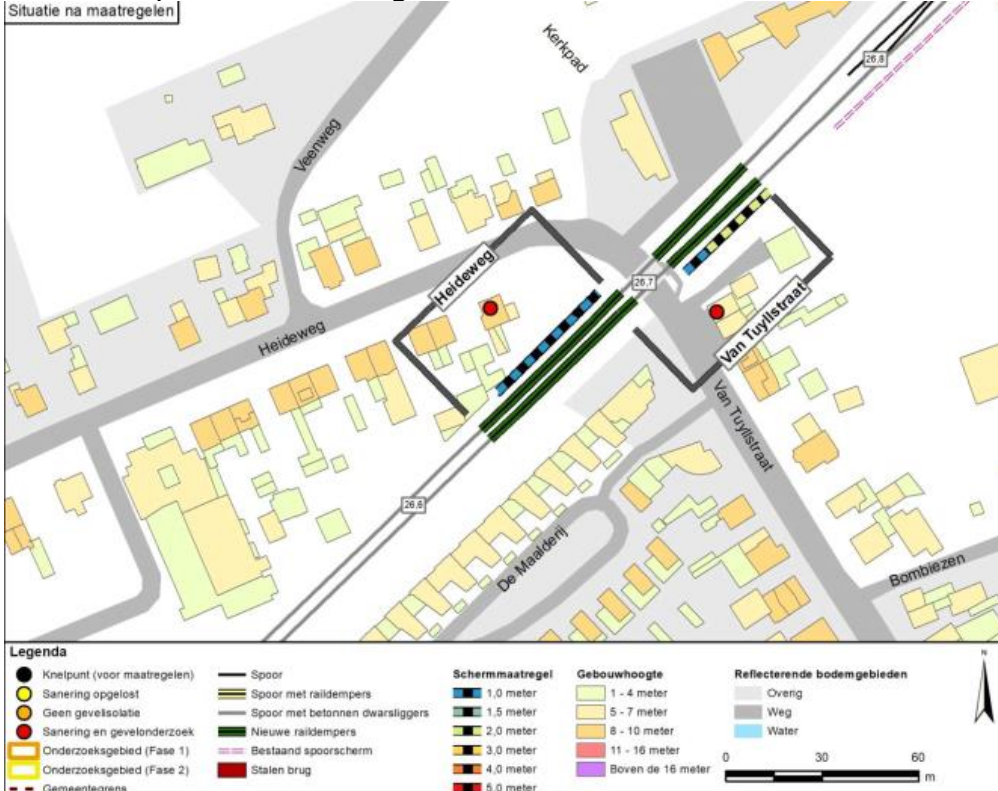 Situatie na maatregelen
Kerkpad
26,8
Veenweg
Heideweg
26,7
Heideweg
Van Tuyllstraat
Van Tuyllstraat
26,6
De Maalderij
Bombiezen
Legenda
Knelpunt (voor maatregelen)
Sanering opgelost
Geen gevelisolatie
Sanering en gevelonderzoek
Onderzoeksgebied (Fase 1)
Onderzoeksgebied (Fase 2)
Gemeentegrens
Spoor
Spoor met raildempers
Spoor met betonnen dwarsliggers
Nieuwe raildempers
Bestaand spoorscherm
Stalen brug
Schermmaatregel
1,0 meter
1,5 meter
2,0 meter
3,0 meter
4,0 meter
5,0 meter
Gebouwhoogte
1 - 4 meter
5 - 7 meter
8 - 10 meter
11 - 16 meter
Boven de 16 meter
Reflecterende bodemgebieden
Overig
Weg
Water
N
0 30 60
m